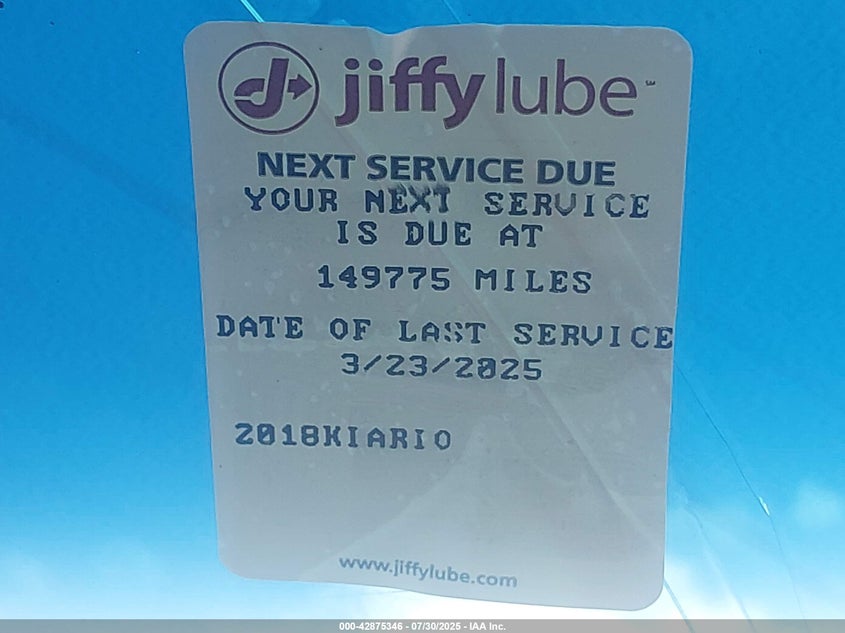 jiffy lube SM
NEXT SERVICE DUE
YOUR NEXT SERVICE
IS DUE AT
149775 MILES
DATE OF LAST SERVICE
3/23/2025
2018KIARIO
www.jiffylube.com
000-42875346 - 07/30/2025 - IAA Inc.